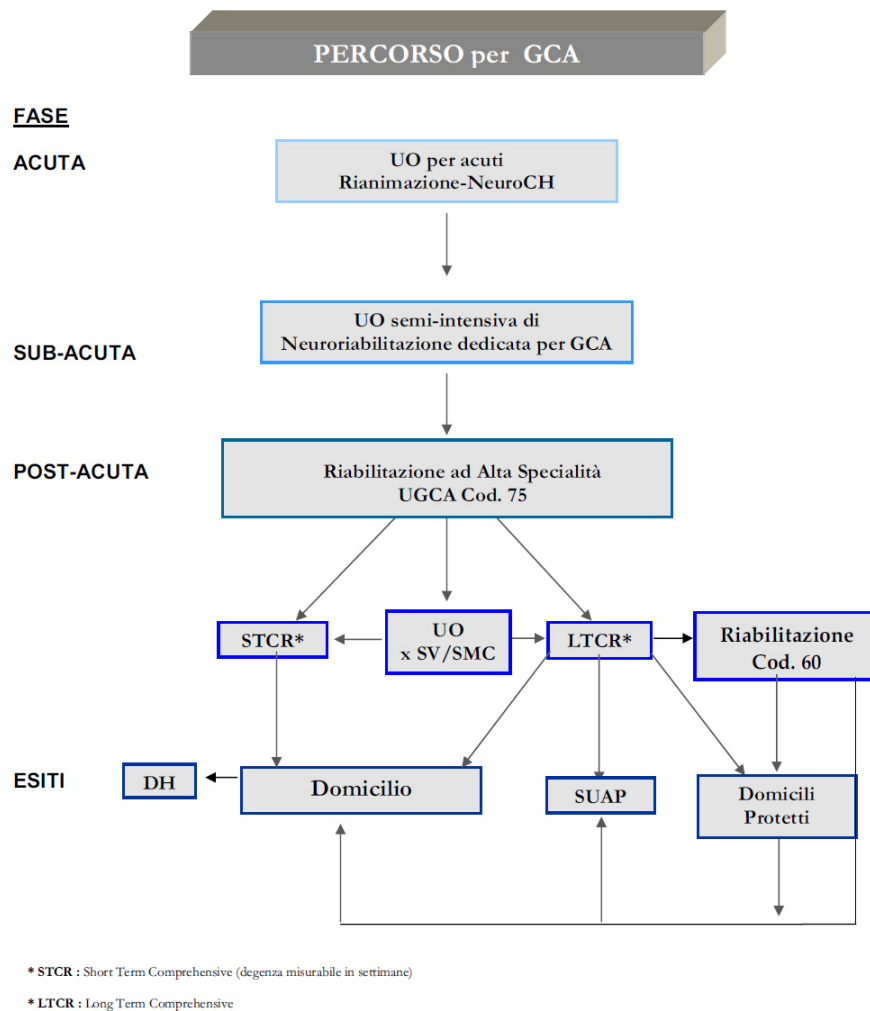 PERCORSO per GCA
FASE
ACUTA
UO per acuti
Rianimazione-NeuroCH
SUB-ACUTA
UO semi-intensiva di
Neuroriabilitazione dedicata per GCA
POST-ACUTA
Riabilitazione ad Alta Specialità
UGCA Cod. 75
STCR*
UO
x SV/SMC
LTCR*
Riabilitazione
Cod. 60
ESITI
DH
Domicilio
SUAP
Domicili
Protetti
* STCR : Short Term Comprehensive (degenza misurabile in settimane)
* LTCR : Long Term Comprehensive